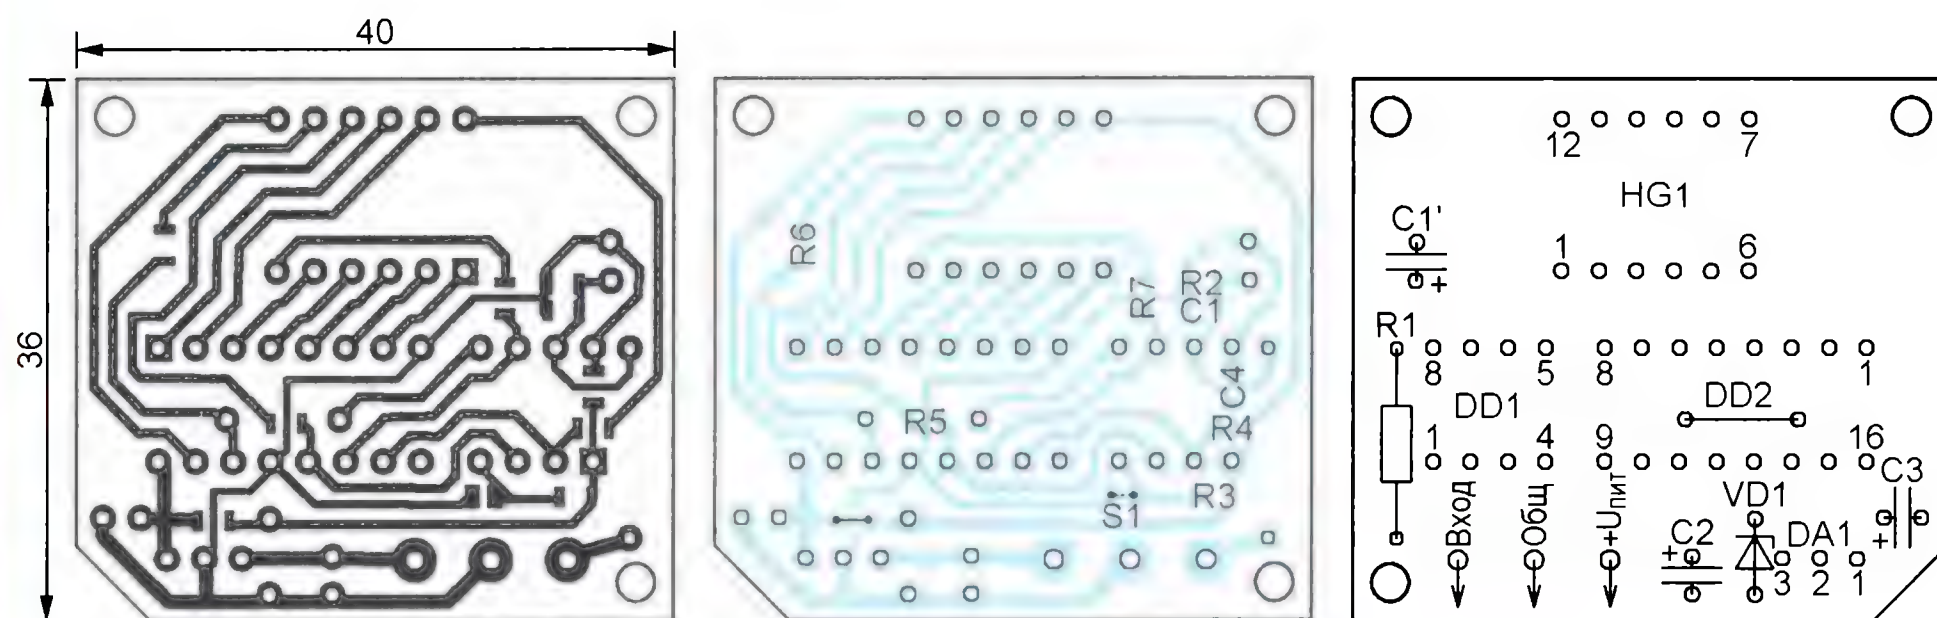 40
36
R6
R7
R2
C1
C4
R5
R4
R3
S1
12 7
HG1
C1'
+
1 6
R1
8 5 8 1
DD1 DD2
1 4 9 16
C3
+
Вход
Общ
+Uпит
VD1
C2
+
DA1
3 2 1